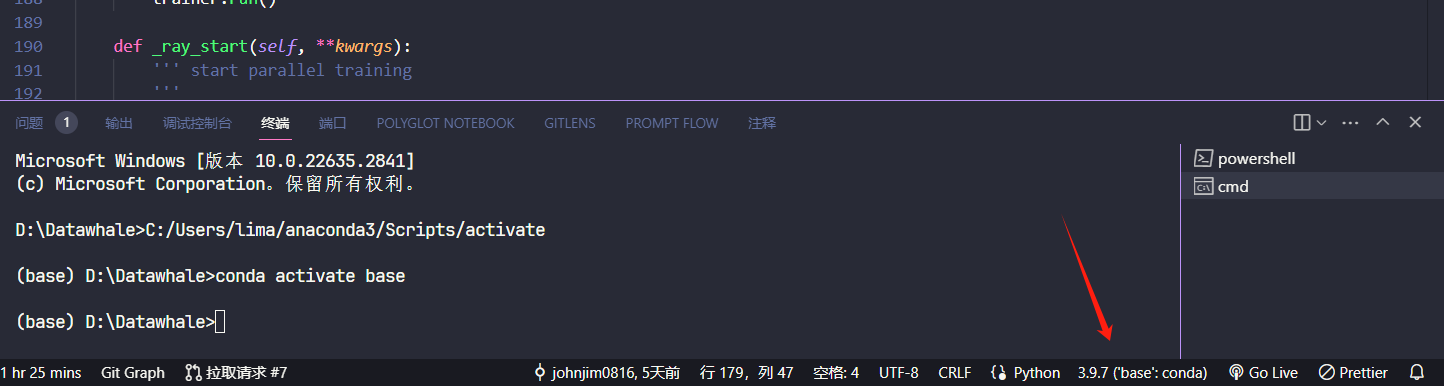 188 trainer.run()
189
190 def _ray_start(self, **kwargs):
191 ''' start parallel training
192 '''
问题 1 输出 调试控制台 终端 端口 POLYGLOT NOTEBOOK GITLENS PROMPT FLOW 注释
Microsoft Windows [版本 10.0.22635.2841]
(c) Microsoft Corporation。保留所有权利。
D:\Datawhale>C:/Users/lima/anaconda3/Scripts/activate
(base) D:\Datawhale>conda activate base
(base) D:\Datawhale>
powershell
cmd
1 hr 25 mins Git Graph 拉取请求 #7 johnjim0816, 5天前 行 179，列 47 空格: 4 UTF-8 CRLF Python 3.9.7 ('base': conda) Go Live Prettier